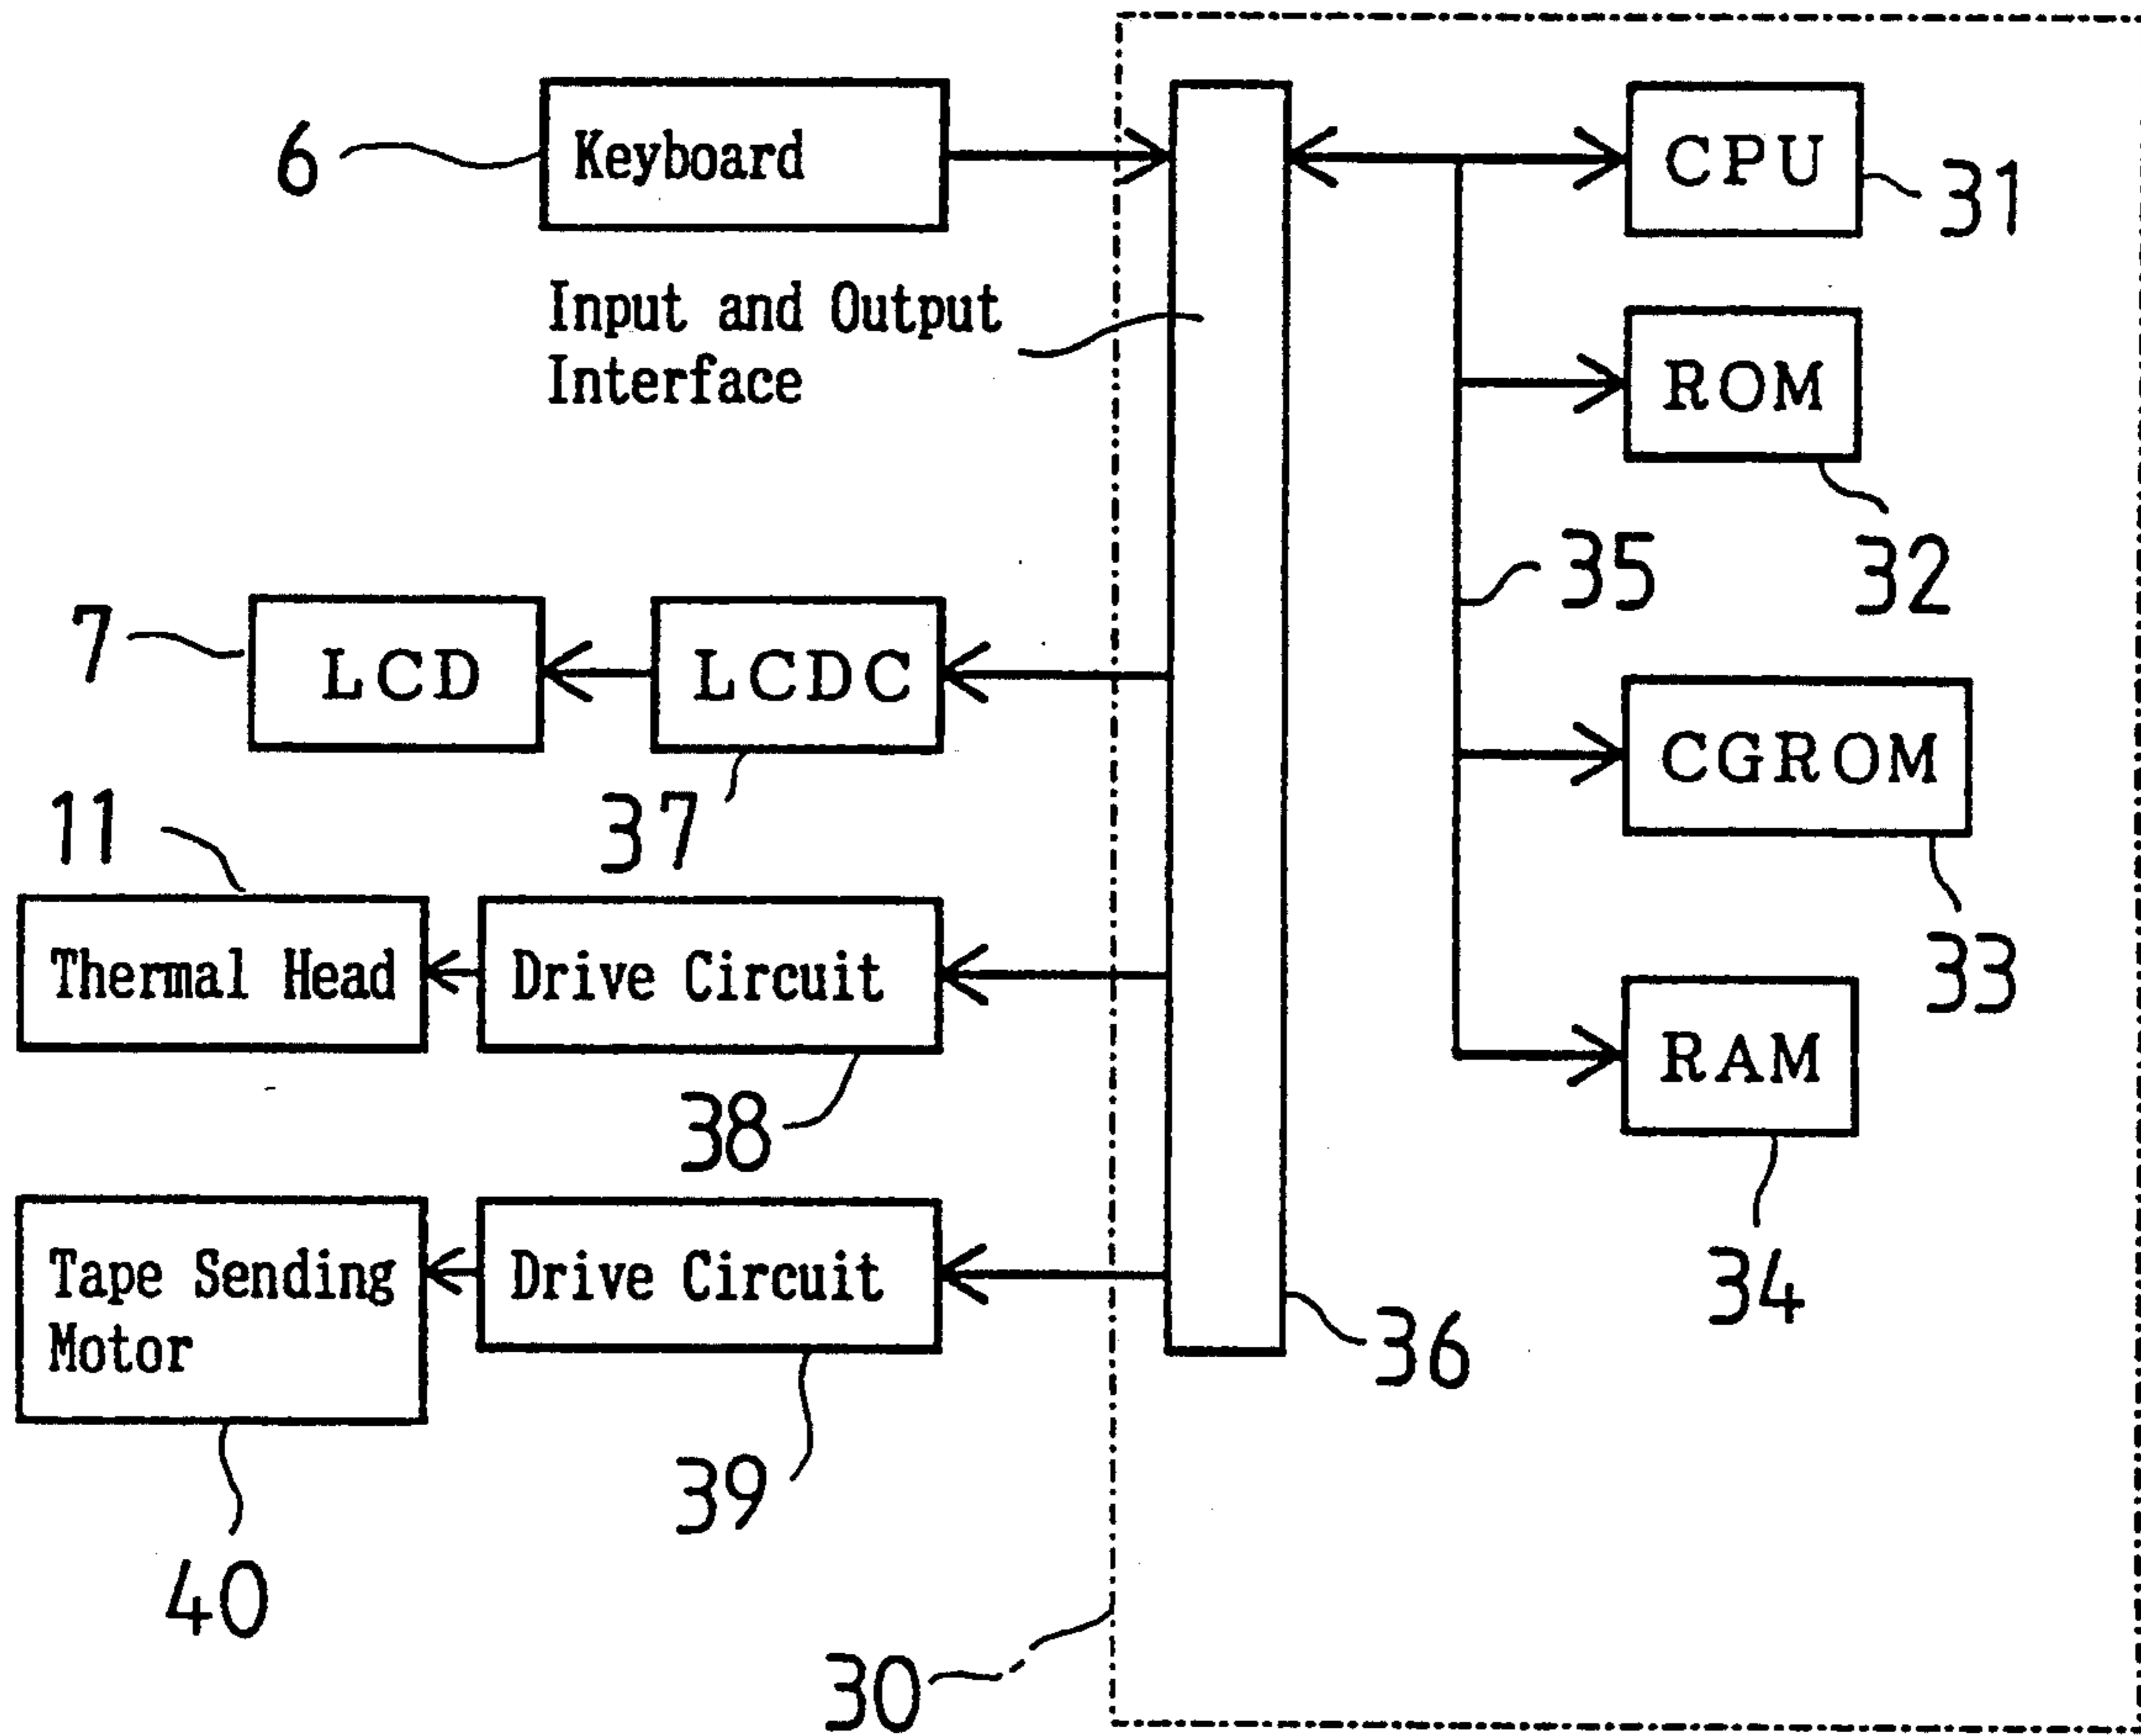 6
Keyboard
CPU
31
Input and Output
Interface
ROM
32
35
7
LCD
LCDC
37
CGROM
33
11
Thermal Head
Drive Circuit
38
RAM
34
Tape Sending
Motor
Drive Circuit
39
36
40
30